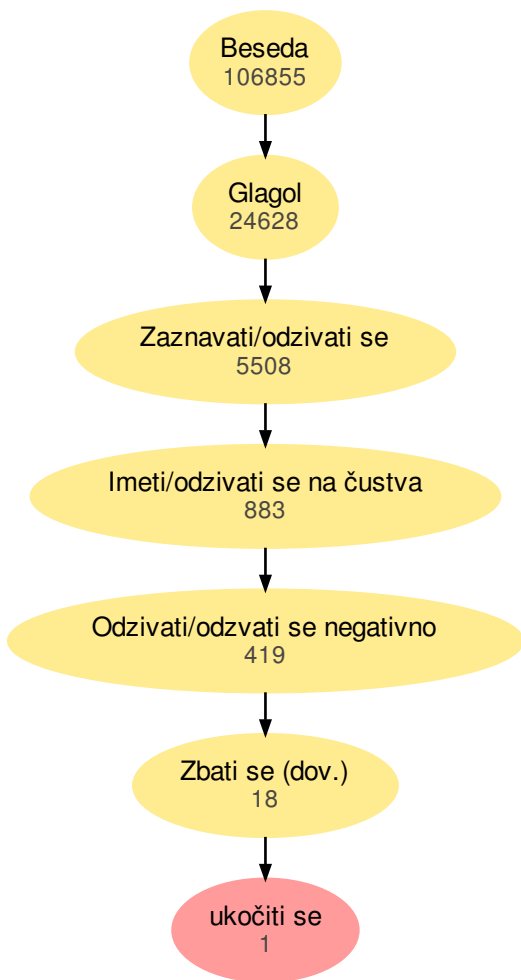 Beseda
106855
Glagol
24628
Zaznavati/odzivati se
5508
Imeti/odzivati se na čustva
883
Odzivati/odzvati se negativno
419
Zbati se (dov.)
18
ukočiti se
1